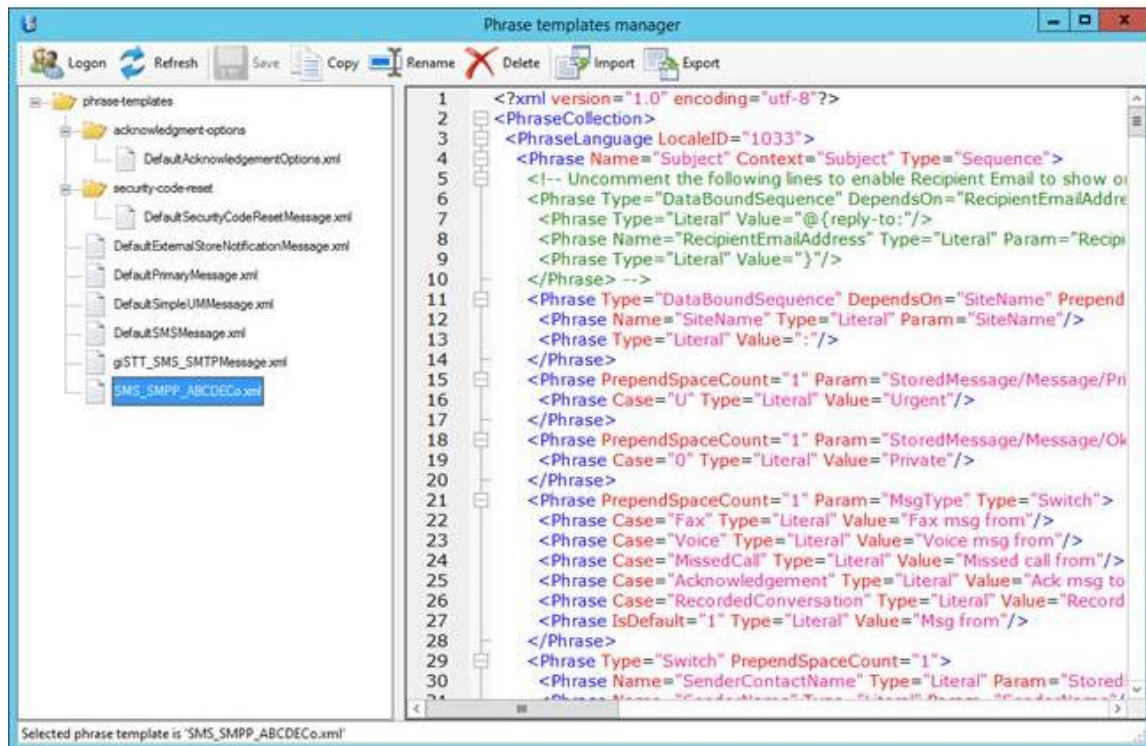 Phrase templates manager
Logon Refresh Save Copy Rename Delete Import Export
phrase-templates
acknowledgment-options
DefaultAcknowledgementOptions.xml
security-code-reset
DefaultSecurityCodeResetMessage.xml
DefaultExternalStoreNotificationMessage.xml
DefaultPrimaryMessage.xml
DefaultSimpleUMMessage.xml
DefaultSMSMessage.xml
giSTT_SMS_SMTPMessage.xml
SMS_SMPP_ABCDECo.xml
1 <?xml version="1.0" encoding="utf-8"?>
2 <PhraseCollection>
3 <PhraseLanguage LocaleID="1033">
4 <Phrase Name="Subject" Context="Subject" Type="Sequence">
5 <!-- Uncomment the following lines to enable Recipient Email to show o
6 <Phrase Type="DataBoundSequence" DependsOn="RecipientEmailAddre
7 <Phrase Type="Literal" Value="@{reply-to:"/>
8 <Phrase Name="RecipientEmailAddress" Type="Literal" Param="Recipi
9 <Phrase Type="Literal" Value="}"/>
10 </Phrase> -->
11 <Phrase Type="DataBoundSequence" DependsOn="SiteName" Prepend
12 <Phrase Name="SiteName" Type="Literal" Param="SiteName"/>
13 <Phrase Type="Literal" Value=":"/>
14 </Phrase>
15 <Phrase PrependSpaceCount="1" Param="StoredMessage/Message/Pri
16 <Phrase Case="U" Type="Literal" Value="Urgent"/>
17 </Phrase>
18 <Phrase PrependSpaceCount="1" Param="StoredMessage/Message/Ok
19 <Phrase Case="0" Type="Literal" Value="Private"/>
20 </Phrase>
21 <Phrase PrependSpaceCount="1" Param="MsgType" Type="Switch">
22 <Phrase Case="Fax" Type="Literal" Value="Fax msg from"/>
23 <Phrase Case="Voice" Type="Literal" Value="Voice msg from"/>
24 <Phrase Case="MissedCall" Type="Literal" Value="Missed call from"/>
25 <Phrase Case="Acknowledgement" Type="Literal" Value="Ack msg to
26 <Phrase Case="RecordedConversation" Type="Literal" Value="Record
27 <Phrase IsDefault="1" Type="Literal" Value="Msg from"/>
28 </Phrase>
29 <Phrase Type="Switch" PrependSpaceCount="1">
30 <Phrase Name="SenderContactName" Type="Literal" Param="Stored
Selected phrase template is 'SMS_SMPP_ABCDECo.xml'